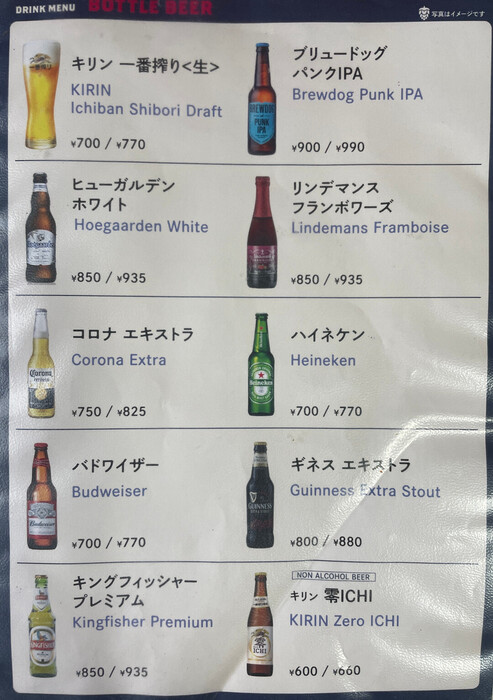 DRINK MENU BOTTLE BEER
写真はイメージです
キリン 一番搾り<生>
KIRIN
Ichiban Shibori Draft
¥700 / ¥770
ブリュードッグ
パンクIPA
Brewdog Punk IPA
¥900 / ¥990
ヒューガルデン
ホワイト
Hoegaarden White
¥850 / ¥935
リンデマンス
フランボワーズ
Lindemans Framboise
¥850 / ¥935
コロナ エキストラ
Corona Extra
¥750 / ¥825
ハイネケン
Heineken
¥700 / ¥770
バドワイザー
Budweiser
¥700 / ¥770
ギネス エキストラ
Guinness Extra Stout
¥800 / ¥880
キングフィッシャー
プレミアム
Kingfisher Premium
¥850 / ¥935
NON ALCOHOL BEER
キリン 零ICHI
KIRIN Zero ICHI
¥600 / ¥660